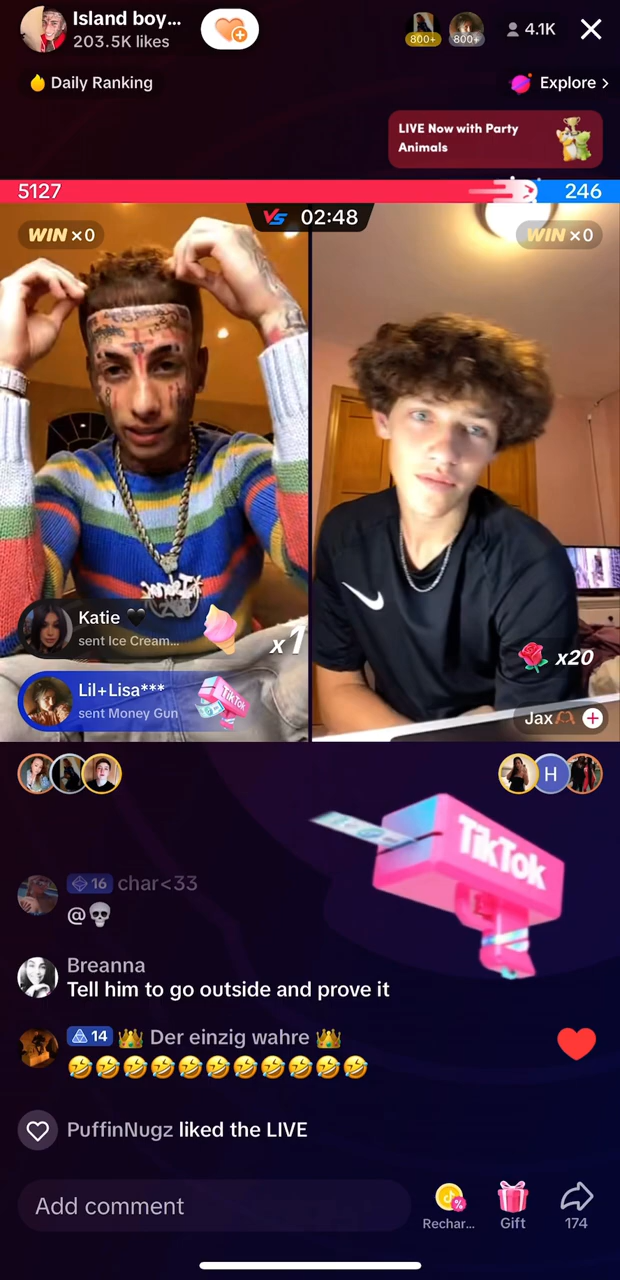 Island boy...
203.5K likes
800+
800+
4.1K
Daily Ranking
Explore >
LIVE Now with Party
Animals
5127
246
VS 02:48
WIN ×0
WIN ×0
Katie 🖤
sent Ice Cream...
x1
Lil+Lisa***
sent Money Gun
TikTok
x20
Jax🫶🏽
H
TikTok
16 char<33
@💀
Breanna
Tell him to go outside and prove it
14 👑 Der einzig wahre 👑
🤣🤣🤣🤣🤣🤣🤣🤣🤣🤣🤣
PuffinNugz liked the LIVE
Add comment
Rechar...
Gift
174